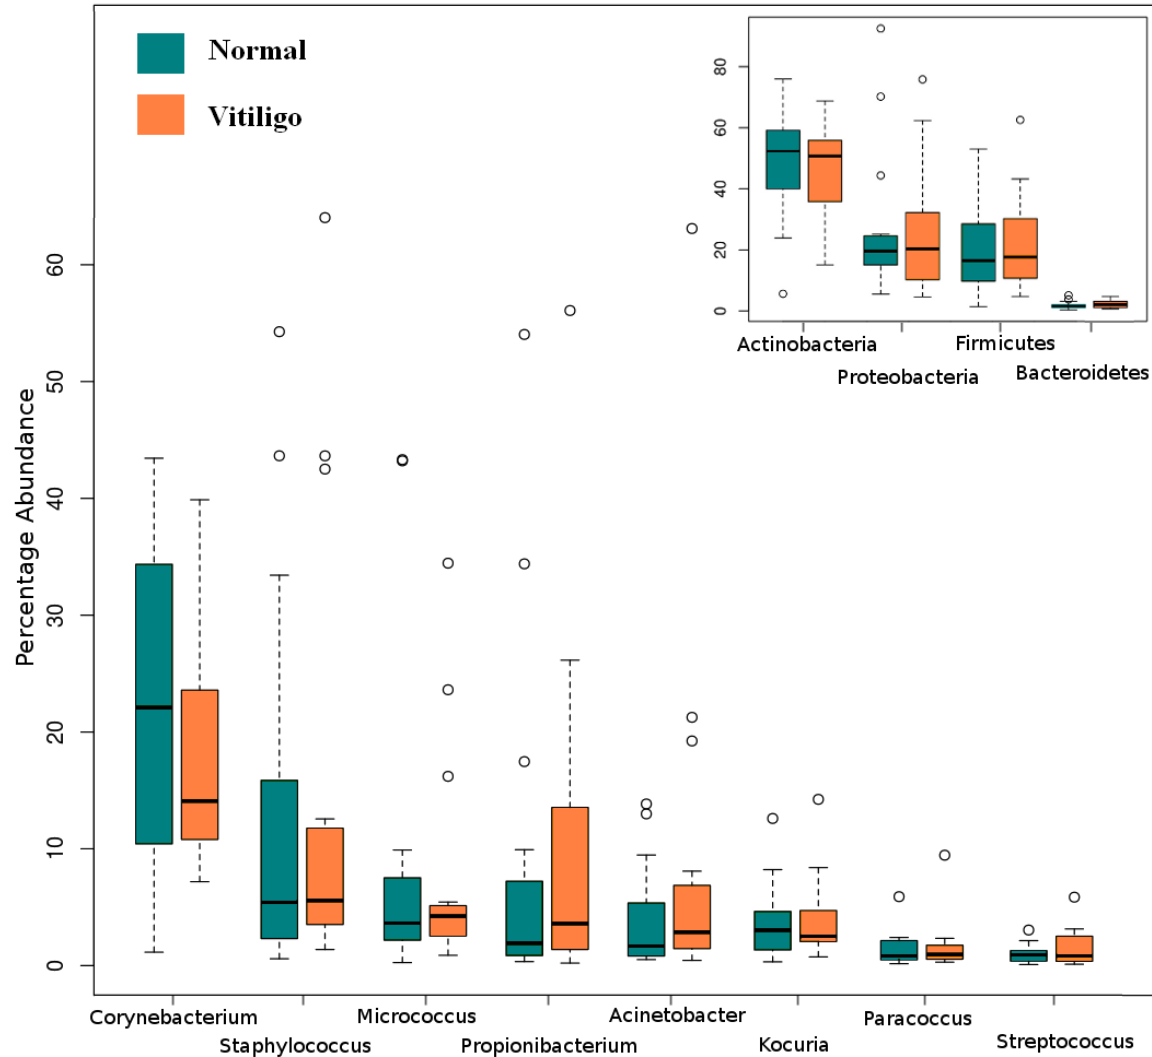 Normal
Vitiligo
80
60
40
20
0
Actinobacteria
Firmicutes
Proteobacteria
Bacteroidetes
Percentage Abundance
60
50
40
30
20
10
0
Corynebacterium
Micrococcus
Acinetobacter
Paracoccus
Staphylococcus
Propionibacterium
Kocuria
Streptococcus